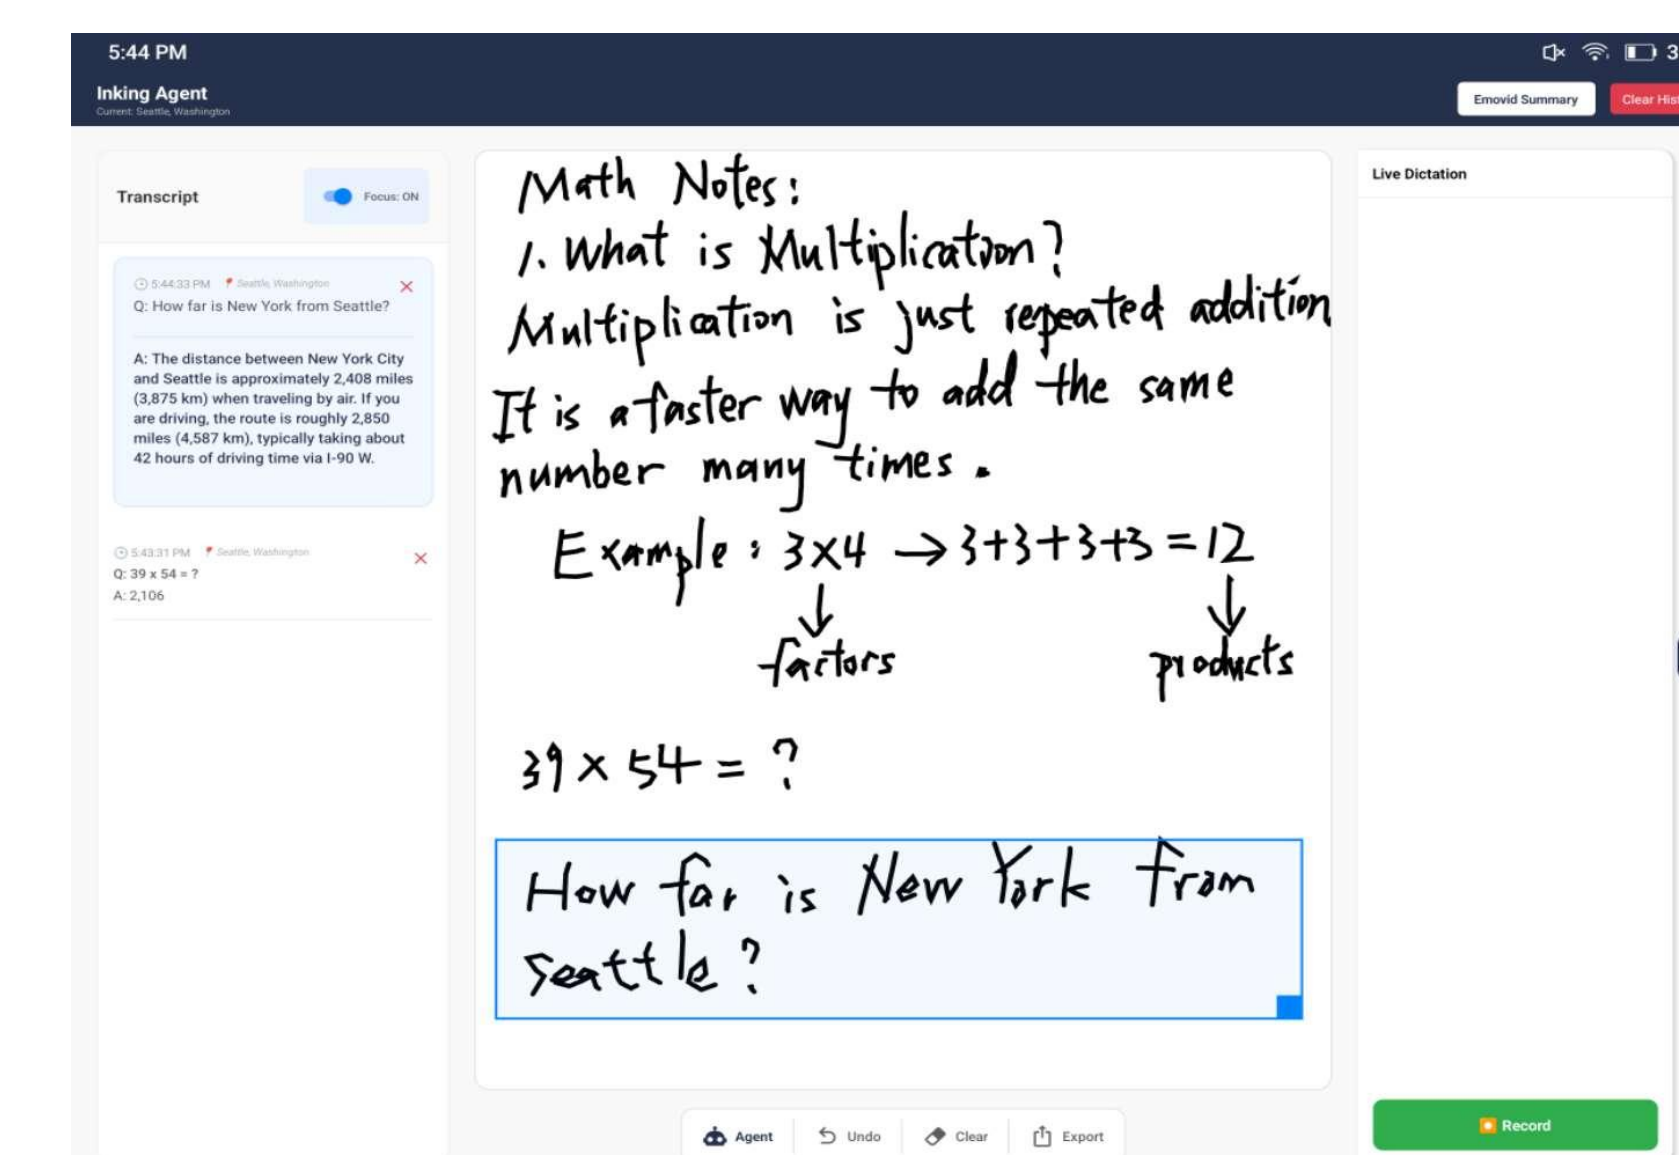 5:44 PM
3
Inking Agent
Current: Seattle, Washington
Emovid Summary
Clear Hist
Transcript
Focus: ON
5:44:33 PM Seattle, Washington
Q: How far is New York from Seattle?
A: The distance between New York City
and Seattle is approximately 2,408 miles
(3,875 km) when traveling by air. If you
are driving, the route is roughly 2,850
miles (4,587 km), typically taking about
42 hours of driving time via I-90 W.
5:43:31 PM Seattle, Washington
Q: 39 x 54 = ?
A: 2,106
Math Notes:
1. What is Multiplication?
Multiplication is just repeated addition
It is a faster way to add the same
number many times.
Example: 3×4 → 3+3+3+3=12
↓ ↓
factors products
39 × 54 = ?
How far is New York from
Seattle?
Live Dictation
Agent
Undo
Clear
Export
Record